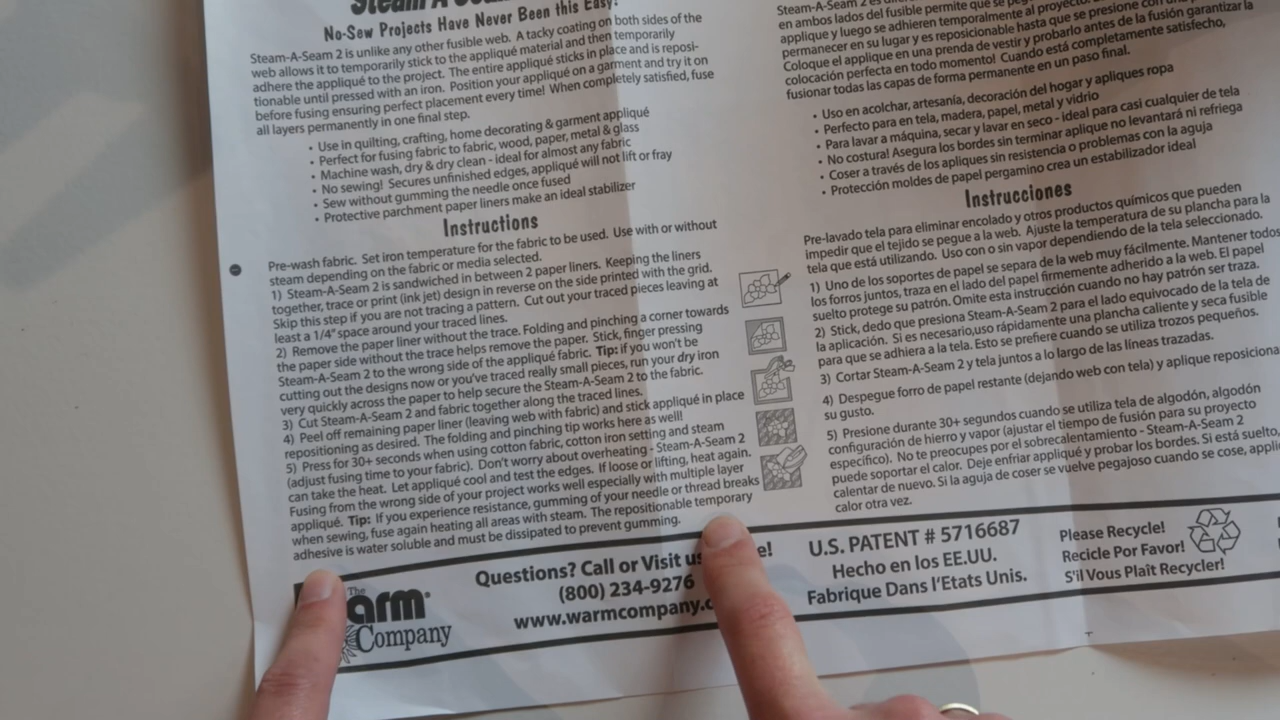 Steam A
No-Sew Projects Have Never Been this Easy!
Steam-A-Seam 2 is unlike any other fusible web. A tacky coating on both sides of the
web allows it to temporarily stick to the appliqué material and then temporarily
adhere the appliqué to the project. The entire appliqué sticks in place and is reposi-
tionable until pressed with an iron. Position your appliqué on a garment and try it on
before fusing ensuring perfect placement every time! When completely satisfied, fuse
all layers permanently in one final step.
• Use in quilting, crafting, home decorating & garment appliqué
• Perfect for fusing fabric to fabric, wood, paper, metal & glass
• Machine wash, dry & dry clean - ideal for almost any fabric
• No sewing! Secures unfinished edges, appliqué will not lift or fray
• Sew without gumming the needle once fused
• Protective parchment paper liners make an ideal stabilizer
Instructions
Pre-wash fabric. Set iron temperature for the fabric to be used. Use with or without
steam depending on the fabric or media selected.
1) Steam-A-Seam 2 is sandwiched in between 2 paper liners. Keeping the liners
together, trace or print (ink jet) design in reverse on the side printed with the grid.
Skip this step if you are not tracing a pattern. Cut out your traced pieces leaving at
least a 1/4" space around your traced lines.
2) Remove the paper liner without the trace. Folding and pinching a corner towards
the paper side without the trace helps remove the paper. Stick, finger pressing
Steam-A-Seam 2 to the wrong side of the appliqué fabric. Tip: if you won't be
cutting out the designs now or you've traced really small pieces, run your dry iron
very quickly across the paper to help secure the Steam-A-Seam 2 to the fabric.
3) Cut Steam-A-Seam 2 and fabric together along the traced lines.
4) Peel off remaining paper liner (leaving web with fabric) and stick appliqué in place
repositioning as desired. The folding and pinching tip works here as well!
5) Press for 30+ seconds when using cotton fabric, cotton iron setting and steam
(adjust fusing time to your fabric). Don't worry about overheating - Steam-A-Seam 2
can take the heat. Let appliqué cool and test the edges. If loose or lifting, heat again.
Fusing from the wrong side of your project works well especially with multiple layer
appliqué. Tip: If you experience resistance, gumming of your needle or thread breaks
when sewing, fuse again heating all areas with steam. The repositionable temporary
adhesive is water soluble and must be dissipated to prevent gumming.
Steam-A-Seam 2 es
en ambos lados del fusible permite que se
applique y luego se adhieren temporalmente al proyecto.
permanecer en su lugar y es reposicionable hasta que se presione con
Coloque el applique en una prenda de vestir y probarlo antes de la fusión garantizar la
colocación perfecta en todo momento! Cuando está completamente satisfecho,
fusionar todas las capas de forma permanente en un paso final.
• Uso en acolchar, artesanía, decoración del hogar y apliques ropa
• Perfecto para en tela, madera, papel, metal y vidrio
• Para lavar a máquina, secar y lavar en seco - ideal para casi cualquier de tela
• No costura! Asegura los bordes sin terminar aplique no levantará ni refriega
• Coser a través de los apliques sin resistencia o problemas con la aguja
• Protección moldes de papel pergamino crea un estabilizador ideal
Instrucciones
Pre-lavado tela para eliminar encolado y otros productos químicos que pueden
impedir que el tejido se pegue a la web. Ajuste la temperatura de su plancha para la
tela que está utilizando. Uso con o sin vapor dependiendo de la tela seleccionado.
1) Uno de los soportes de papel se separa de la web muy fácilmente. Mantener todos
los forros juntos, traza en el lado del papel firmemente adherido a la web. El papel
suelto protege su patrón. Omite esta instrucción cuando no hay patrón ser traza.
2) Stick, dedo que presiona Steam-A-Seam 2 para el lado equivocado de la tela de
la aplicación. Si es necesario,uso rápidamente una plancha caliente y seca fusible
para que se adhiera a la tela. Esto se prefiere cuando se utiliza trozos pequeños.
3) Cortar Steam-A-Seam 2 y tela juntos a lo largo de las líneas trazadas.
4) Despegue forro de papel restante (dejando web con tela) y aplique reposiciona
su gusto.
5) Presione durante 30+ segundos cuando se utiliza tela de algodón, algodón
configuración de hierro y vapor (ajustar el tiempo de fusión para su proyecto
específico). No te preocupes por el sobrecalentamiento - Steam-A-Seam 2
puede soportar el calor. Deje enfriar appliqué y probar los bordes. Si está suelto,
calentar de nuevo. Si la aguja de coser se vuelve pegajoso cuando se cose, appli
calor otra vez.
The
arm®
Company
Questions? Call or Visit us
(800) 234-9276
www.warmcompany.c
U.S. PATENT # 5716687
Hecho en los EE.UU.
Fabrique Dans l'Etats Unis.
Please Recycle!
Recicle Por Favor!
S'il Vous Plaît Recycler!